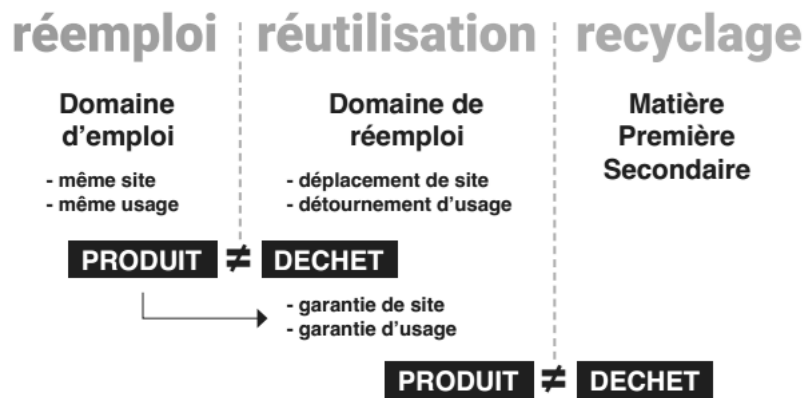 réemploi
réutilisation
recyclage
Domaine
d'emploi
- même site
- même usage
Domaine de
réemploi
- déplacement de site
- détournement d'usage
Matière
Première
Secondaire
PRODUIT ≠ DECHET
- garantie de site
- garantie d'usage
PRODUIT ≠ DECHET